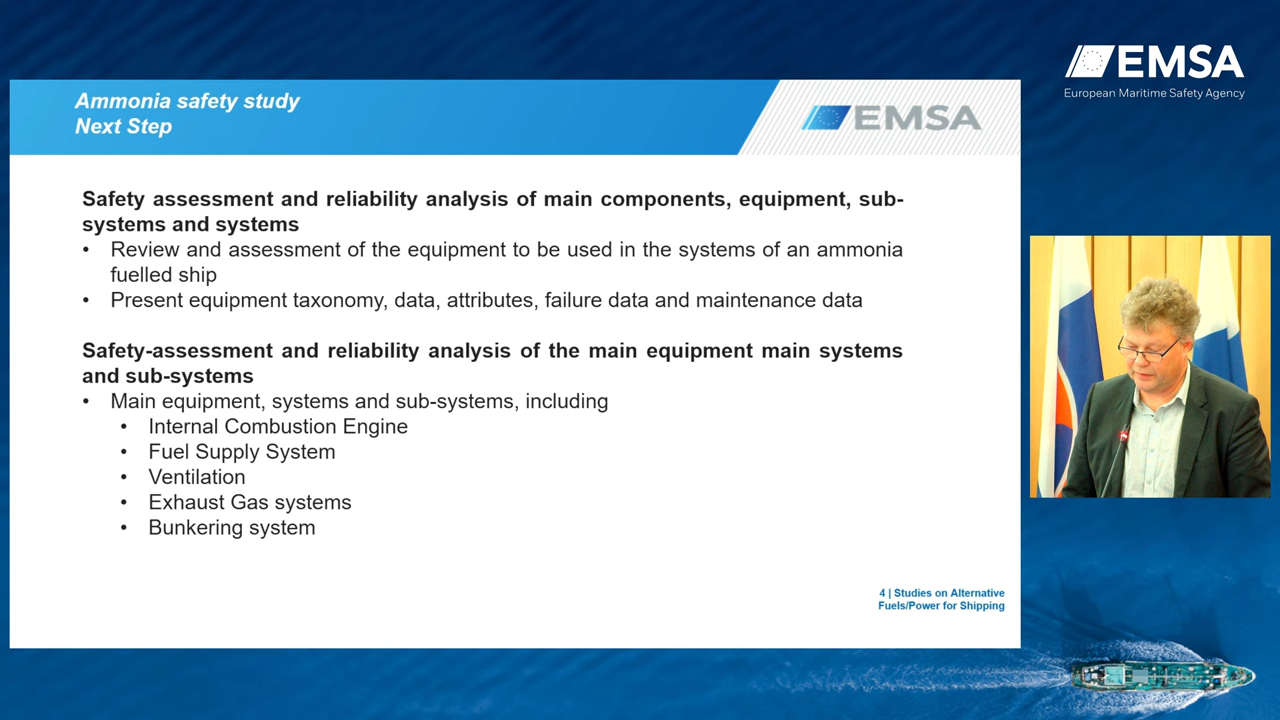 EMSA
European Maritime Safety Agency
Ammonia safety study
Next Step
EMSA
Safety assessment and reliability analysis of main components, equipment, sub-
systems and systems
• Review and assessment of the equipment to be used in the systems of an ammonia
fuelled ship
• Present equipment taxonomy, data, attributes, failure data and maintenance data
Safety-assessment and reliability analysis of the main equipment main systems
and sub-systems
• Main equipment, systems and sub-systems, including
• Internal Combustion Engine
• Fuel Supply System
• Ventilation
• Exhaust Gas systems
• Bunkering system
4 | Studies on Alternative
Fuels/Power for Shipping